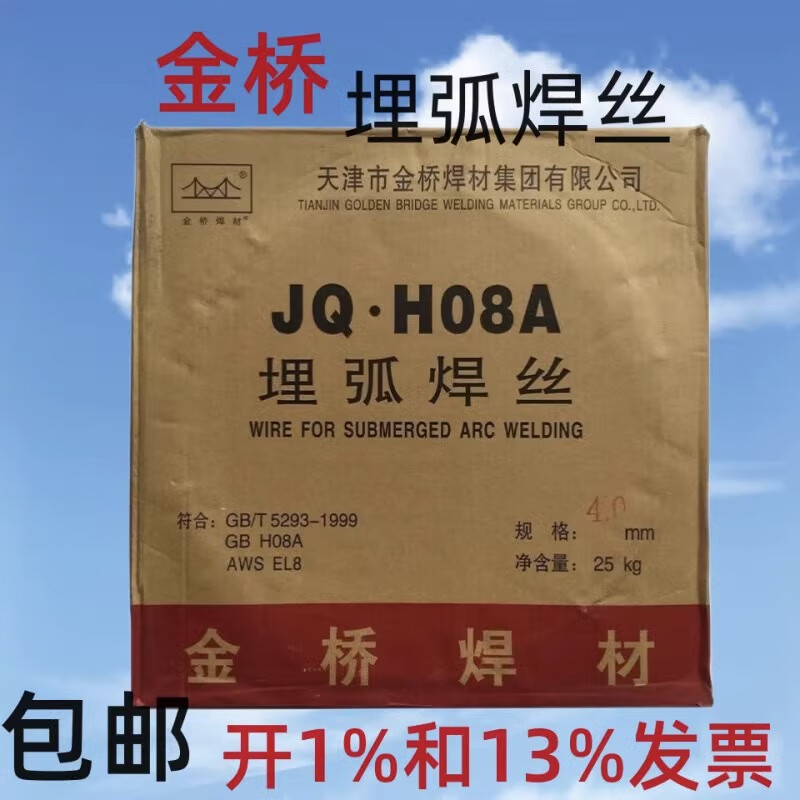 金桥 埋弧焊丝
®
金桥焊材®
天津市金桥焊材集团有限公司
TIANJIN GOLDEN BRIDGE WELDING MATERIALS GROUP CO.,LTD.
JQ·H08A
埋弧焊丝
WIRE FOR SUBMERGED ARC WELDING
符合: GB/T 5293-1999
GB H08A
AWS EL8
规格: 4.0 mm
净含量: 25 kg
金桥焊材
包邮
开1%和13%发票